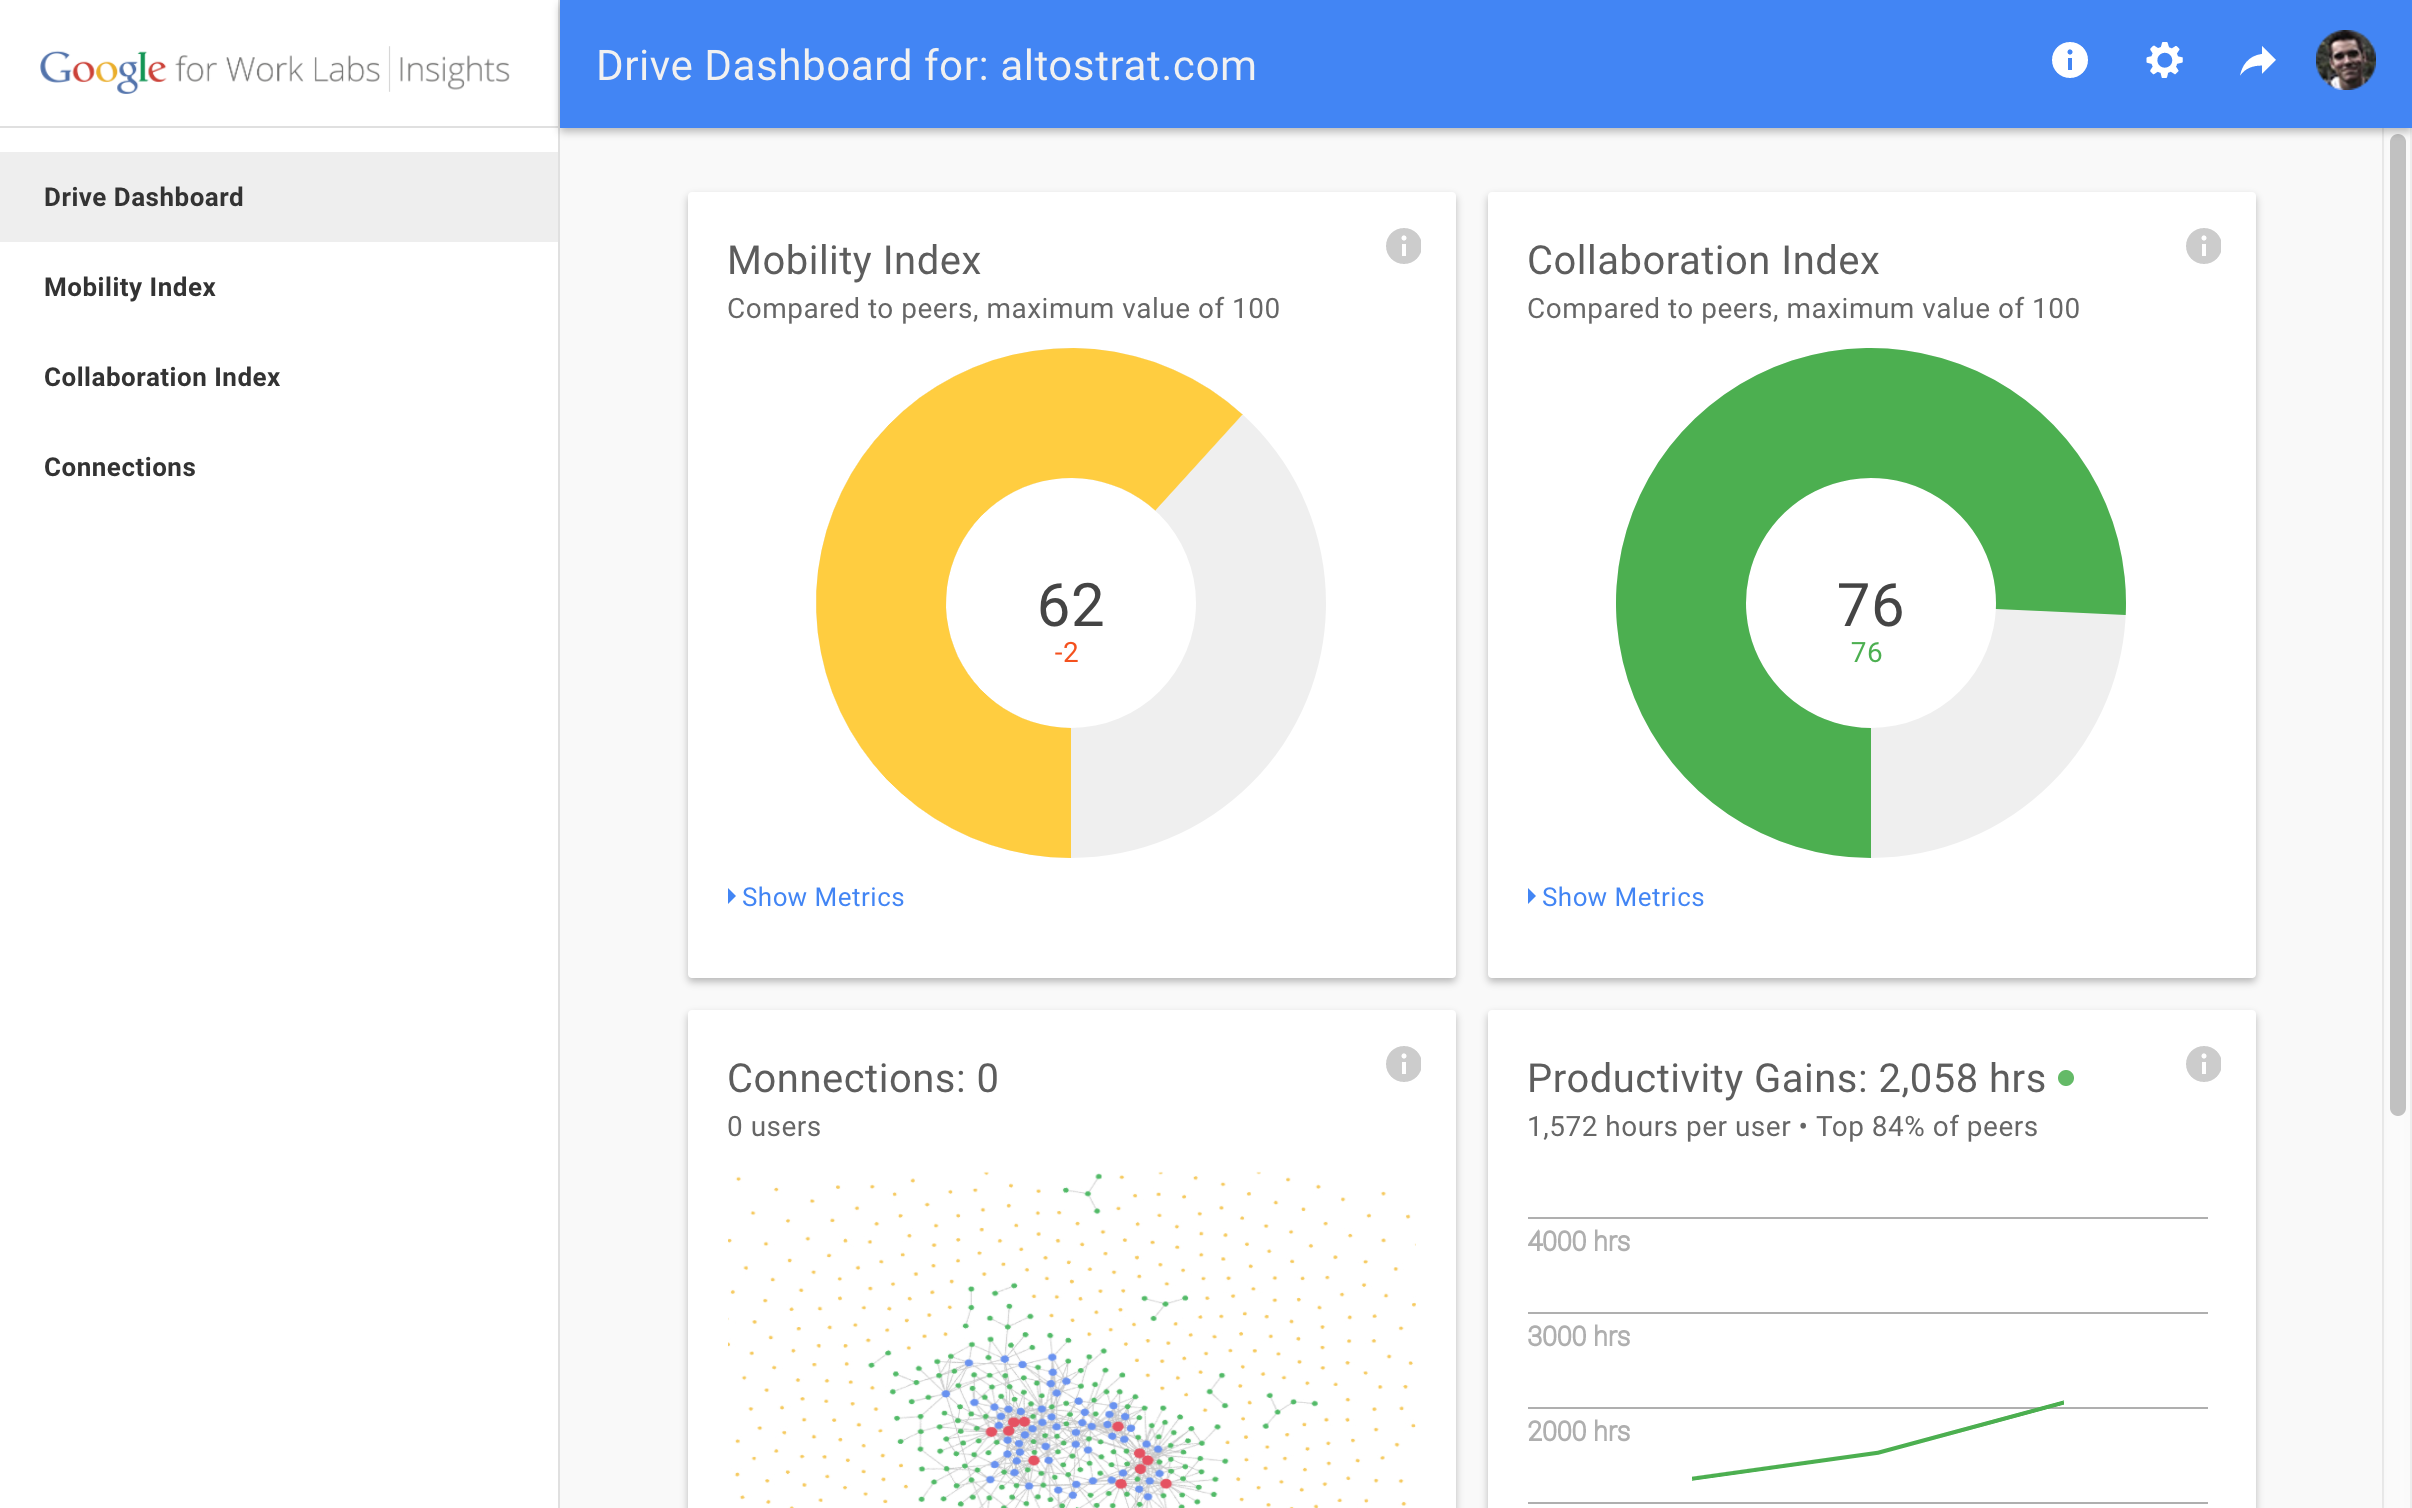 Google for Work Labs | Insights
Drive Dashboard for: altostrat.com
Drive Dashboard
Mobility Index
Collaboration Index
Connections
Mobility Index
Compared to peers, maximum value of 100
62
-2
Show Metrics
Collaboration Index
Compared to peers, maximum value of 100
76
76
Show Metrics
Connections: 0
0 users
Productivity Gains: 2,058 hrs
1,572 hours per user • Top 84% of peers
4000 hrs
3000 hrs
2000 hrs